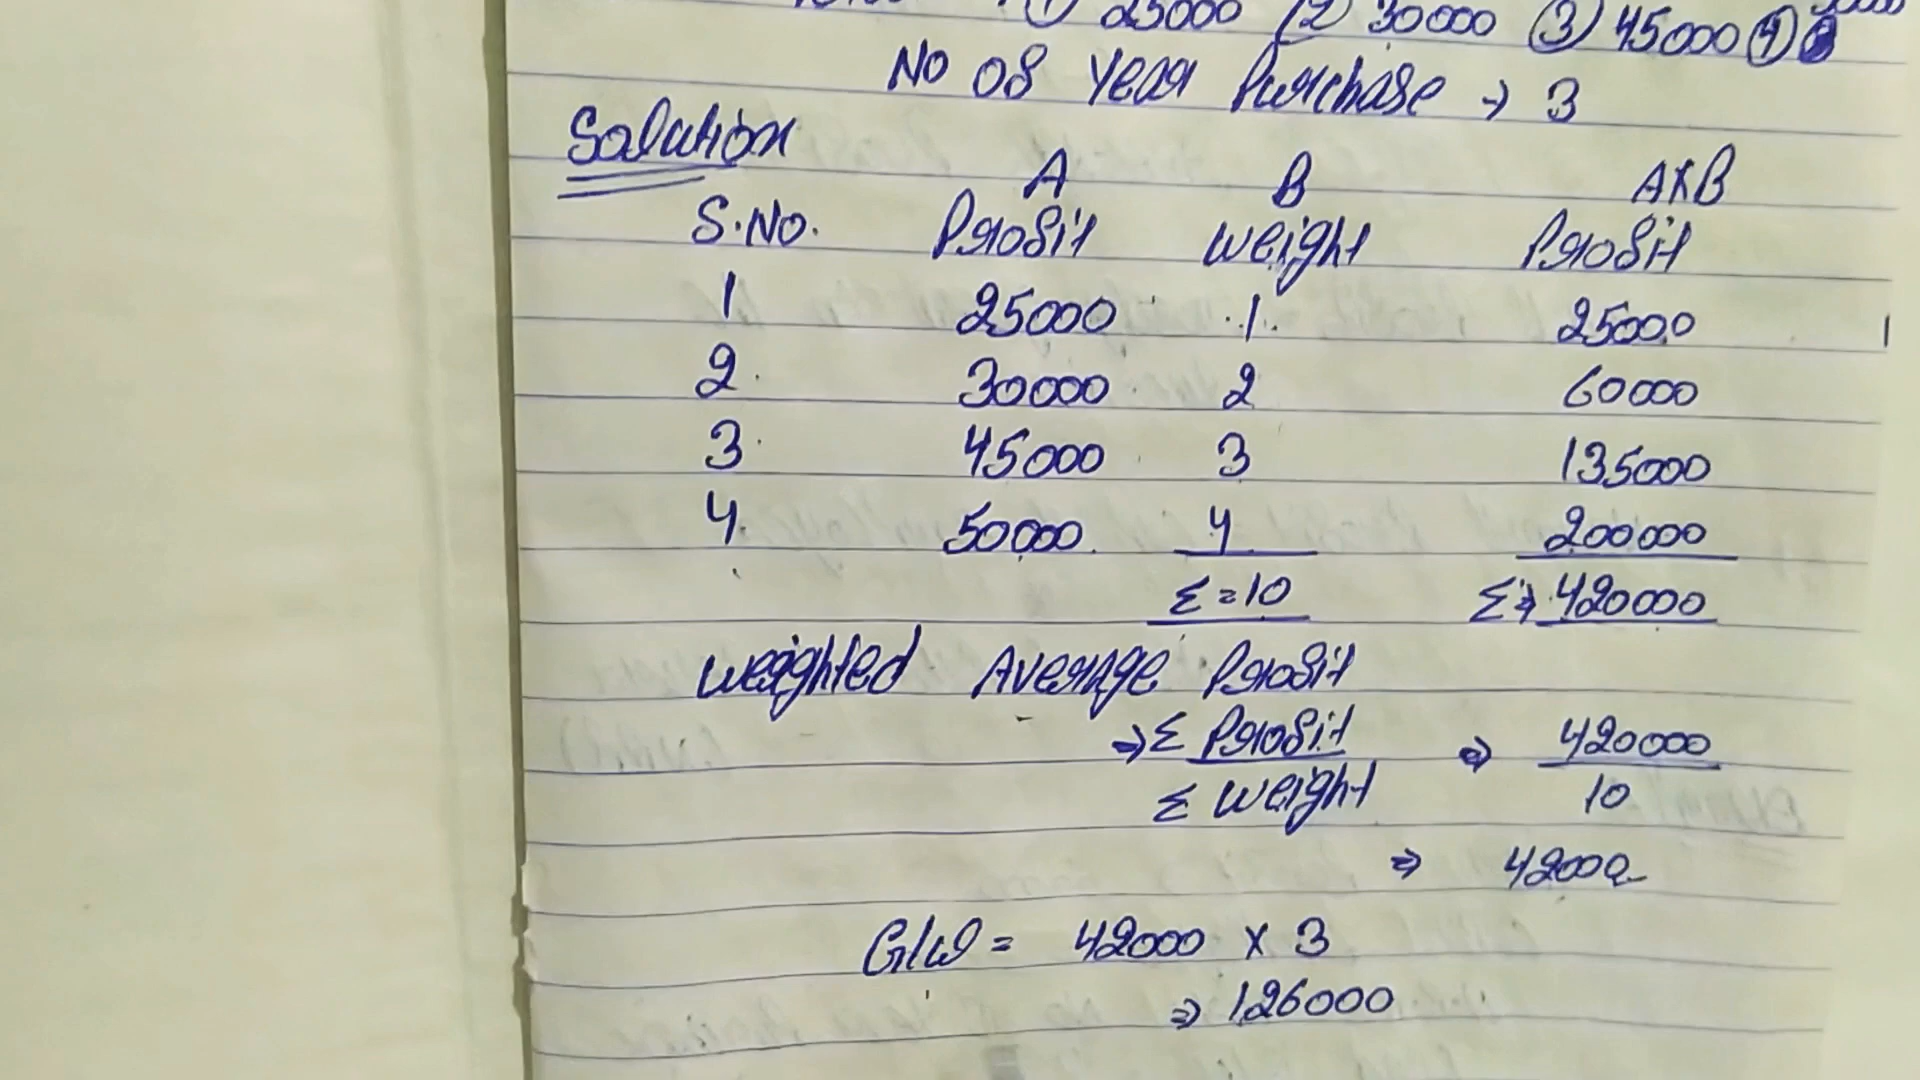 ① 25000 ② 30000 ③ 45000 ④
No of Year Purchase → 3
Solution
A B A×B
S.No. Profit Weight Profit
1 25000 1 25000
2 30000 2 60000
3 45000 3 135000
4 50000 4 200000
Σ = 10 Σ ⇒ 420000
Weighted Average Profit
⇒ Σ Profit ⇒ 420000
Σ Weight 10
⇒ 42000
G/W = 42000 × 3
⇒ 126000